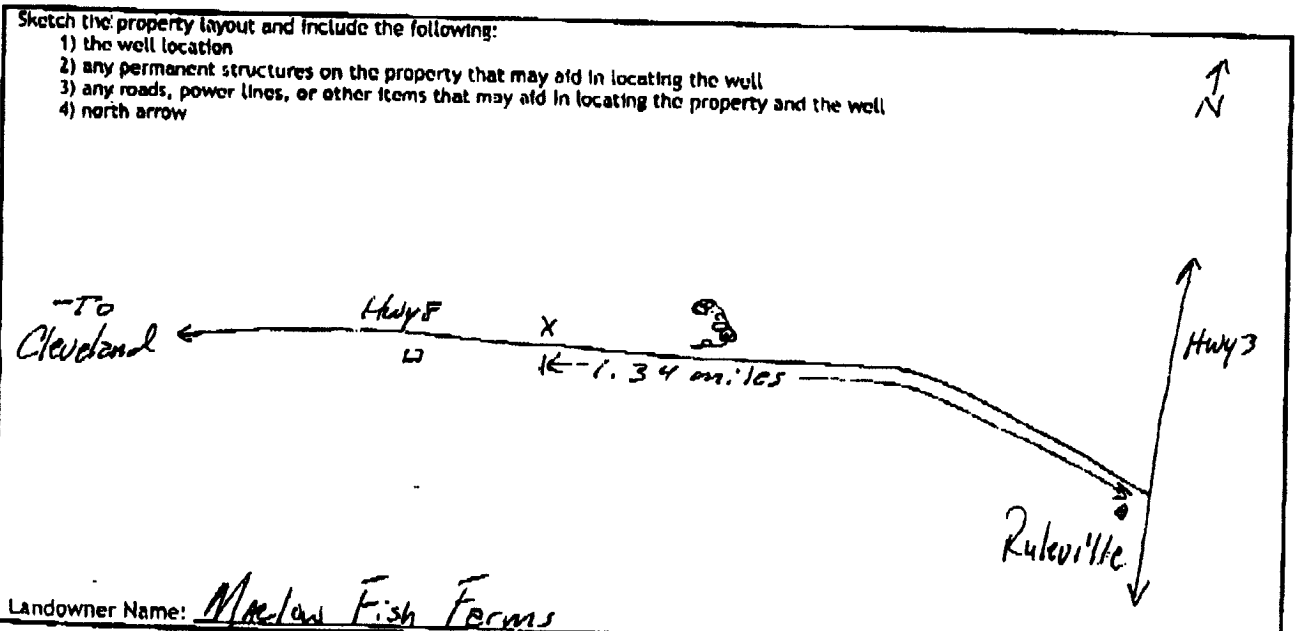 Sketch the property layout and include the following:
1) the well location
2) any permanent structures on the property that may aid in locating the well
3) any roads, power lines, or other items that may aid in locating the property and the well
4) north arrow
N
To
Cleveland
Hwy 8
X
1.34 miles
Hwy 3
Ruleville
Landowner Name: Fish Farms